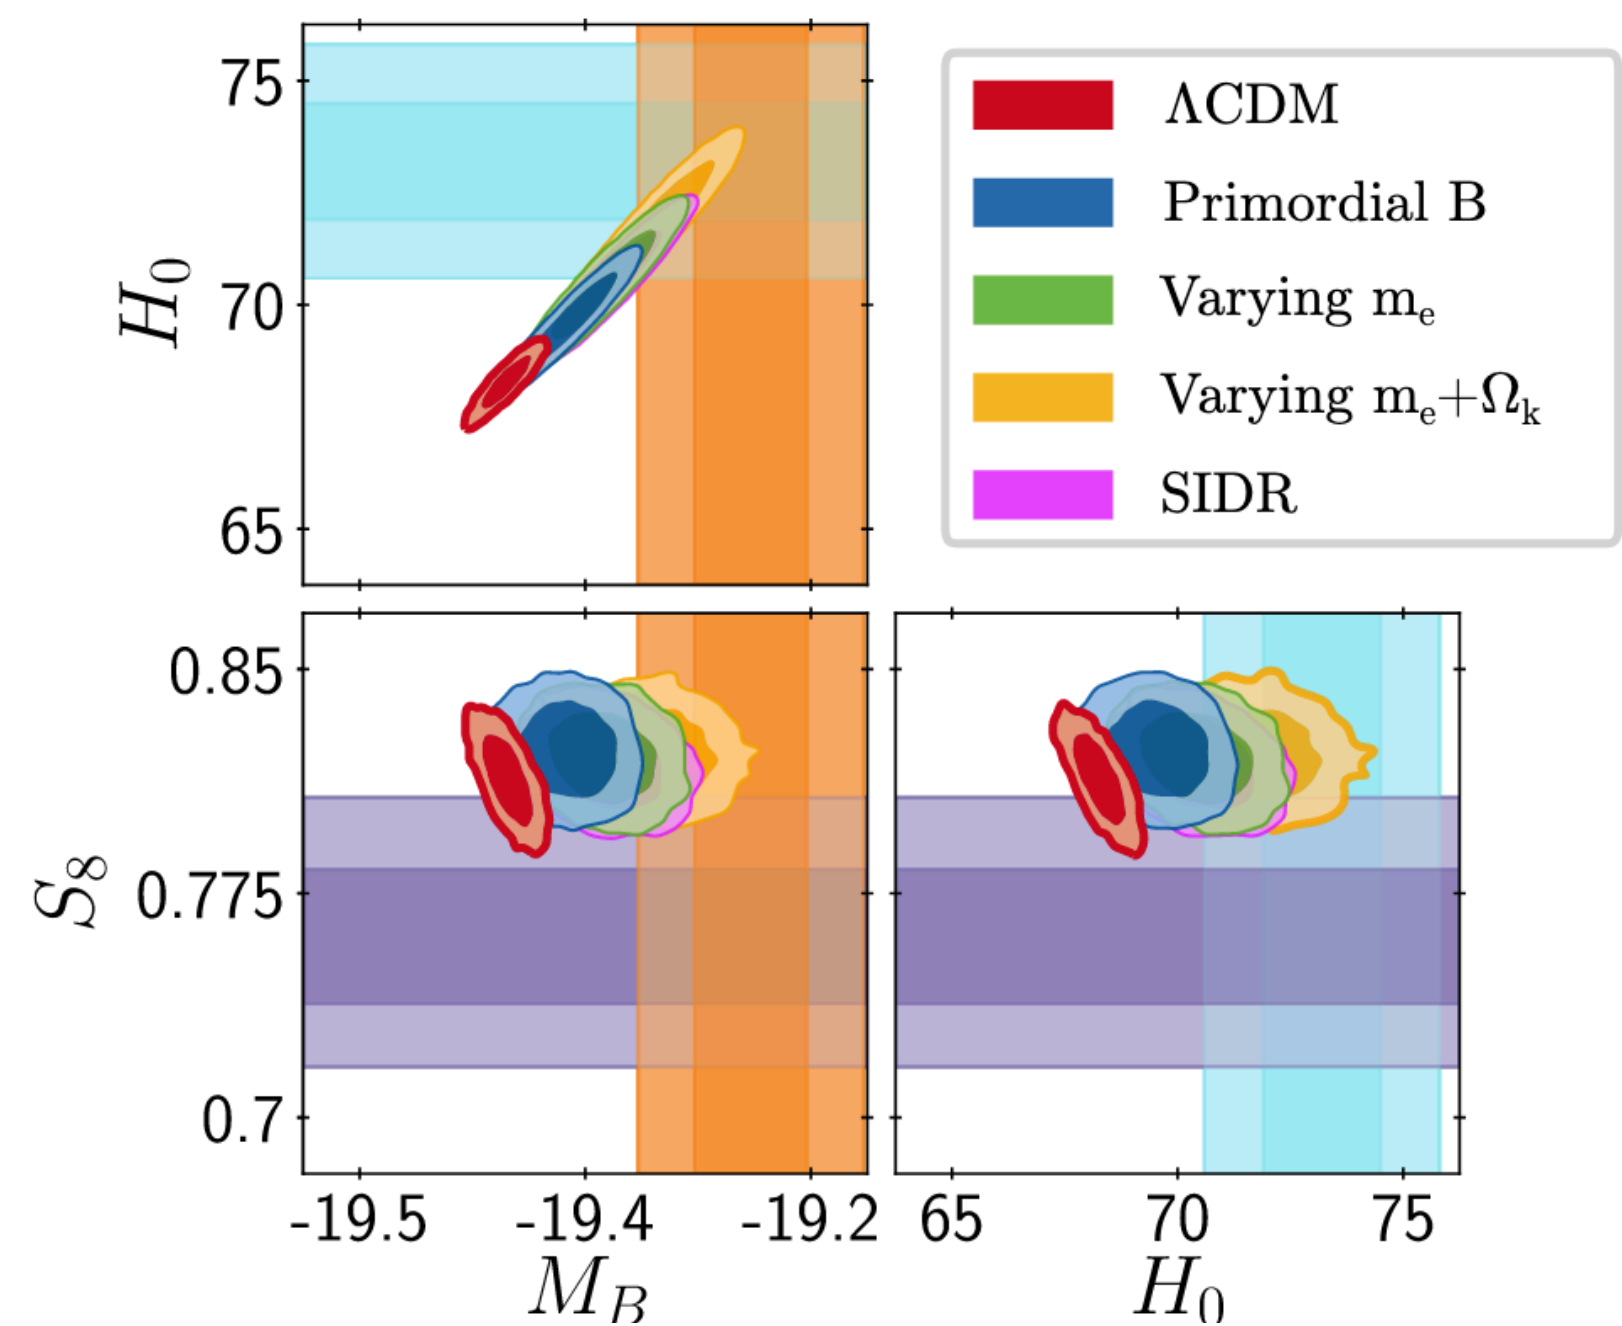 75
70
65
H₀
ΛCDM
Primordial B
Varying mₑ
Varying mₑ+Ωₖ
SIDR
0.85
0.775
0.7
S₈
-19.5 -19.4 -19.2
M_B
65 70 75
H₀